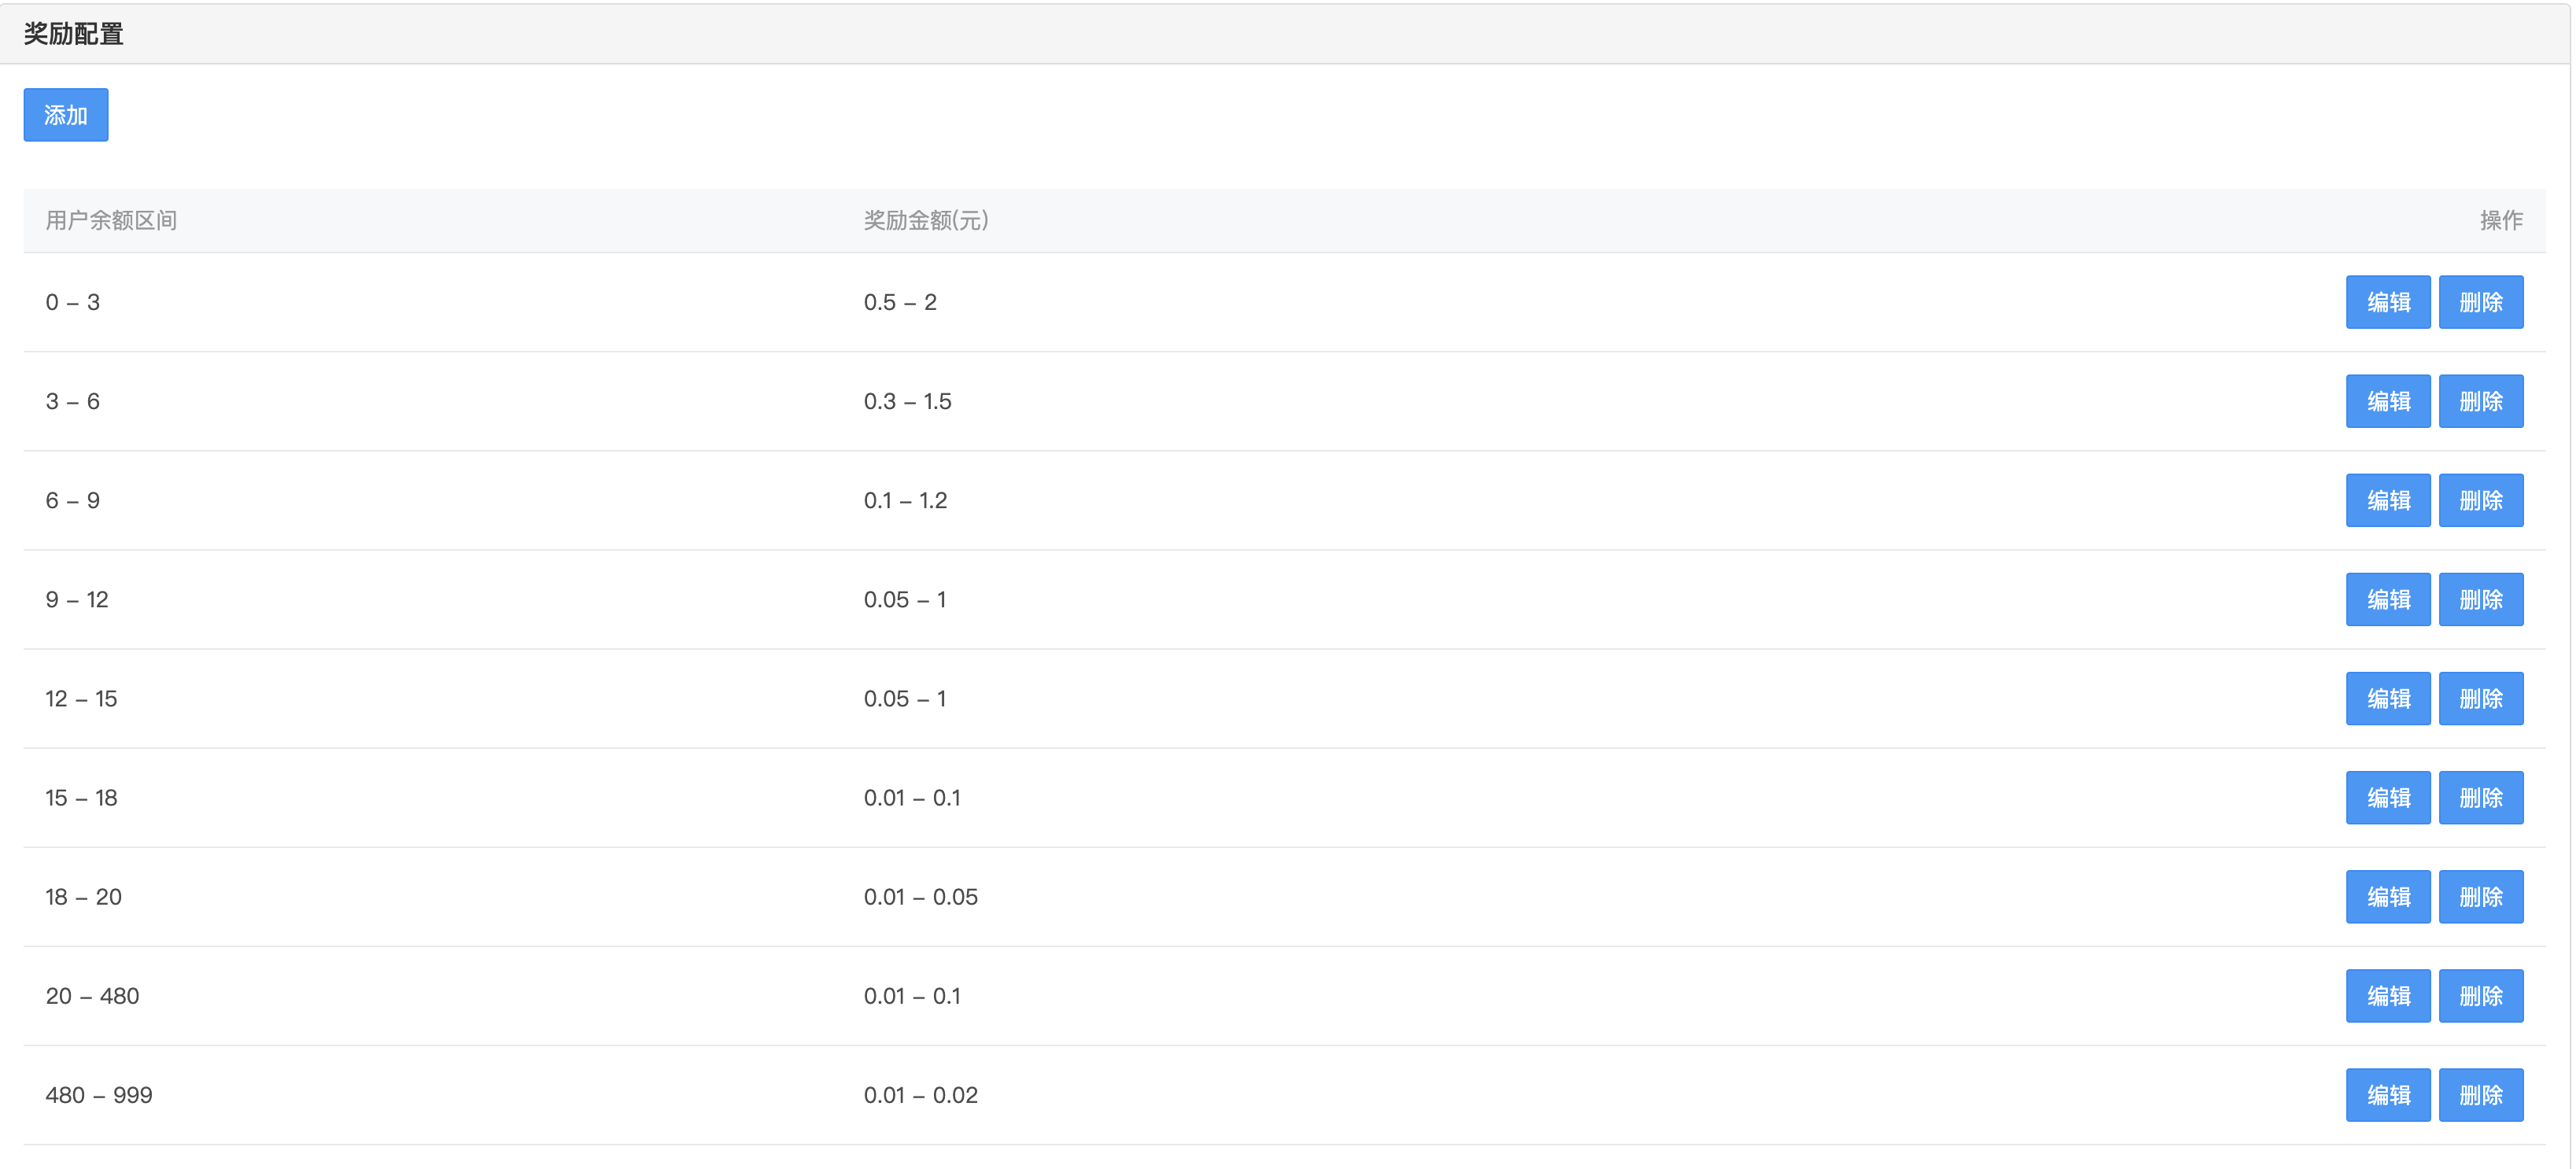 奖励配置
添加
用户余额区间 奖励金额(元) 操作
0 – 3 0.5 – 2 编辑 删除
3 – 6 0.3 – 1.5 编辑 删除
6 – 9 0.1 – 1.2 编辑 删除
9 – 12 0.05 – 1 编辑 删除
12 – 15 0.05 – 1 编辑 删除
15 – 18 0.01 – 0.1 编辑 删除
18 – 20 0.01 – 0.05 编辑 删除
20 – 480 0.01 – 0.1 编辑 删除
480 – 999 0.01 – 0.02 编辑 删除